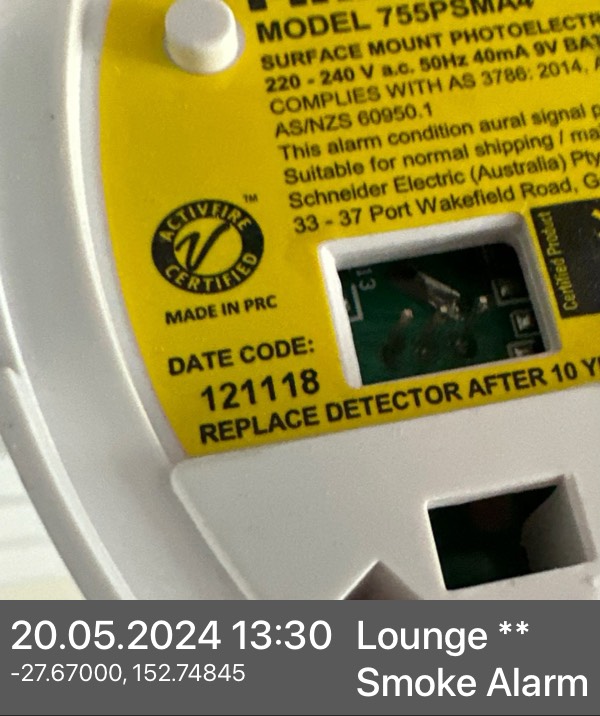 MODEL 755PSMA4
SURFACE MOUNT PHOTOELECTR
220 - 240 V a.c. 50Hz 40mA 9V BAT
COMPLIES WITH AS 3786: 2014, A
AS/NZS 60950.1
This alarm condition aural signal p
Suitable for normal shipping / ma
Schneider Electric (Australia) Pty
33 - 37 Port Wakefield Road, G
ACTIVFIRE
CERTIFIED
TM
Certified Product
13
MADE IN PRC
DATE CODE:
121118
REPLACE DETECTOR AFTER 10 Y
20.05.2024 13:30
-27.67000, 152.74845
Lounge **
Smoke Alarm